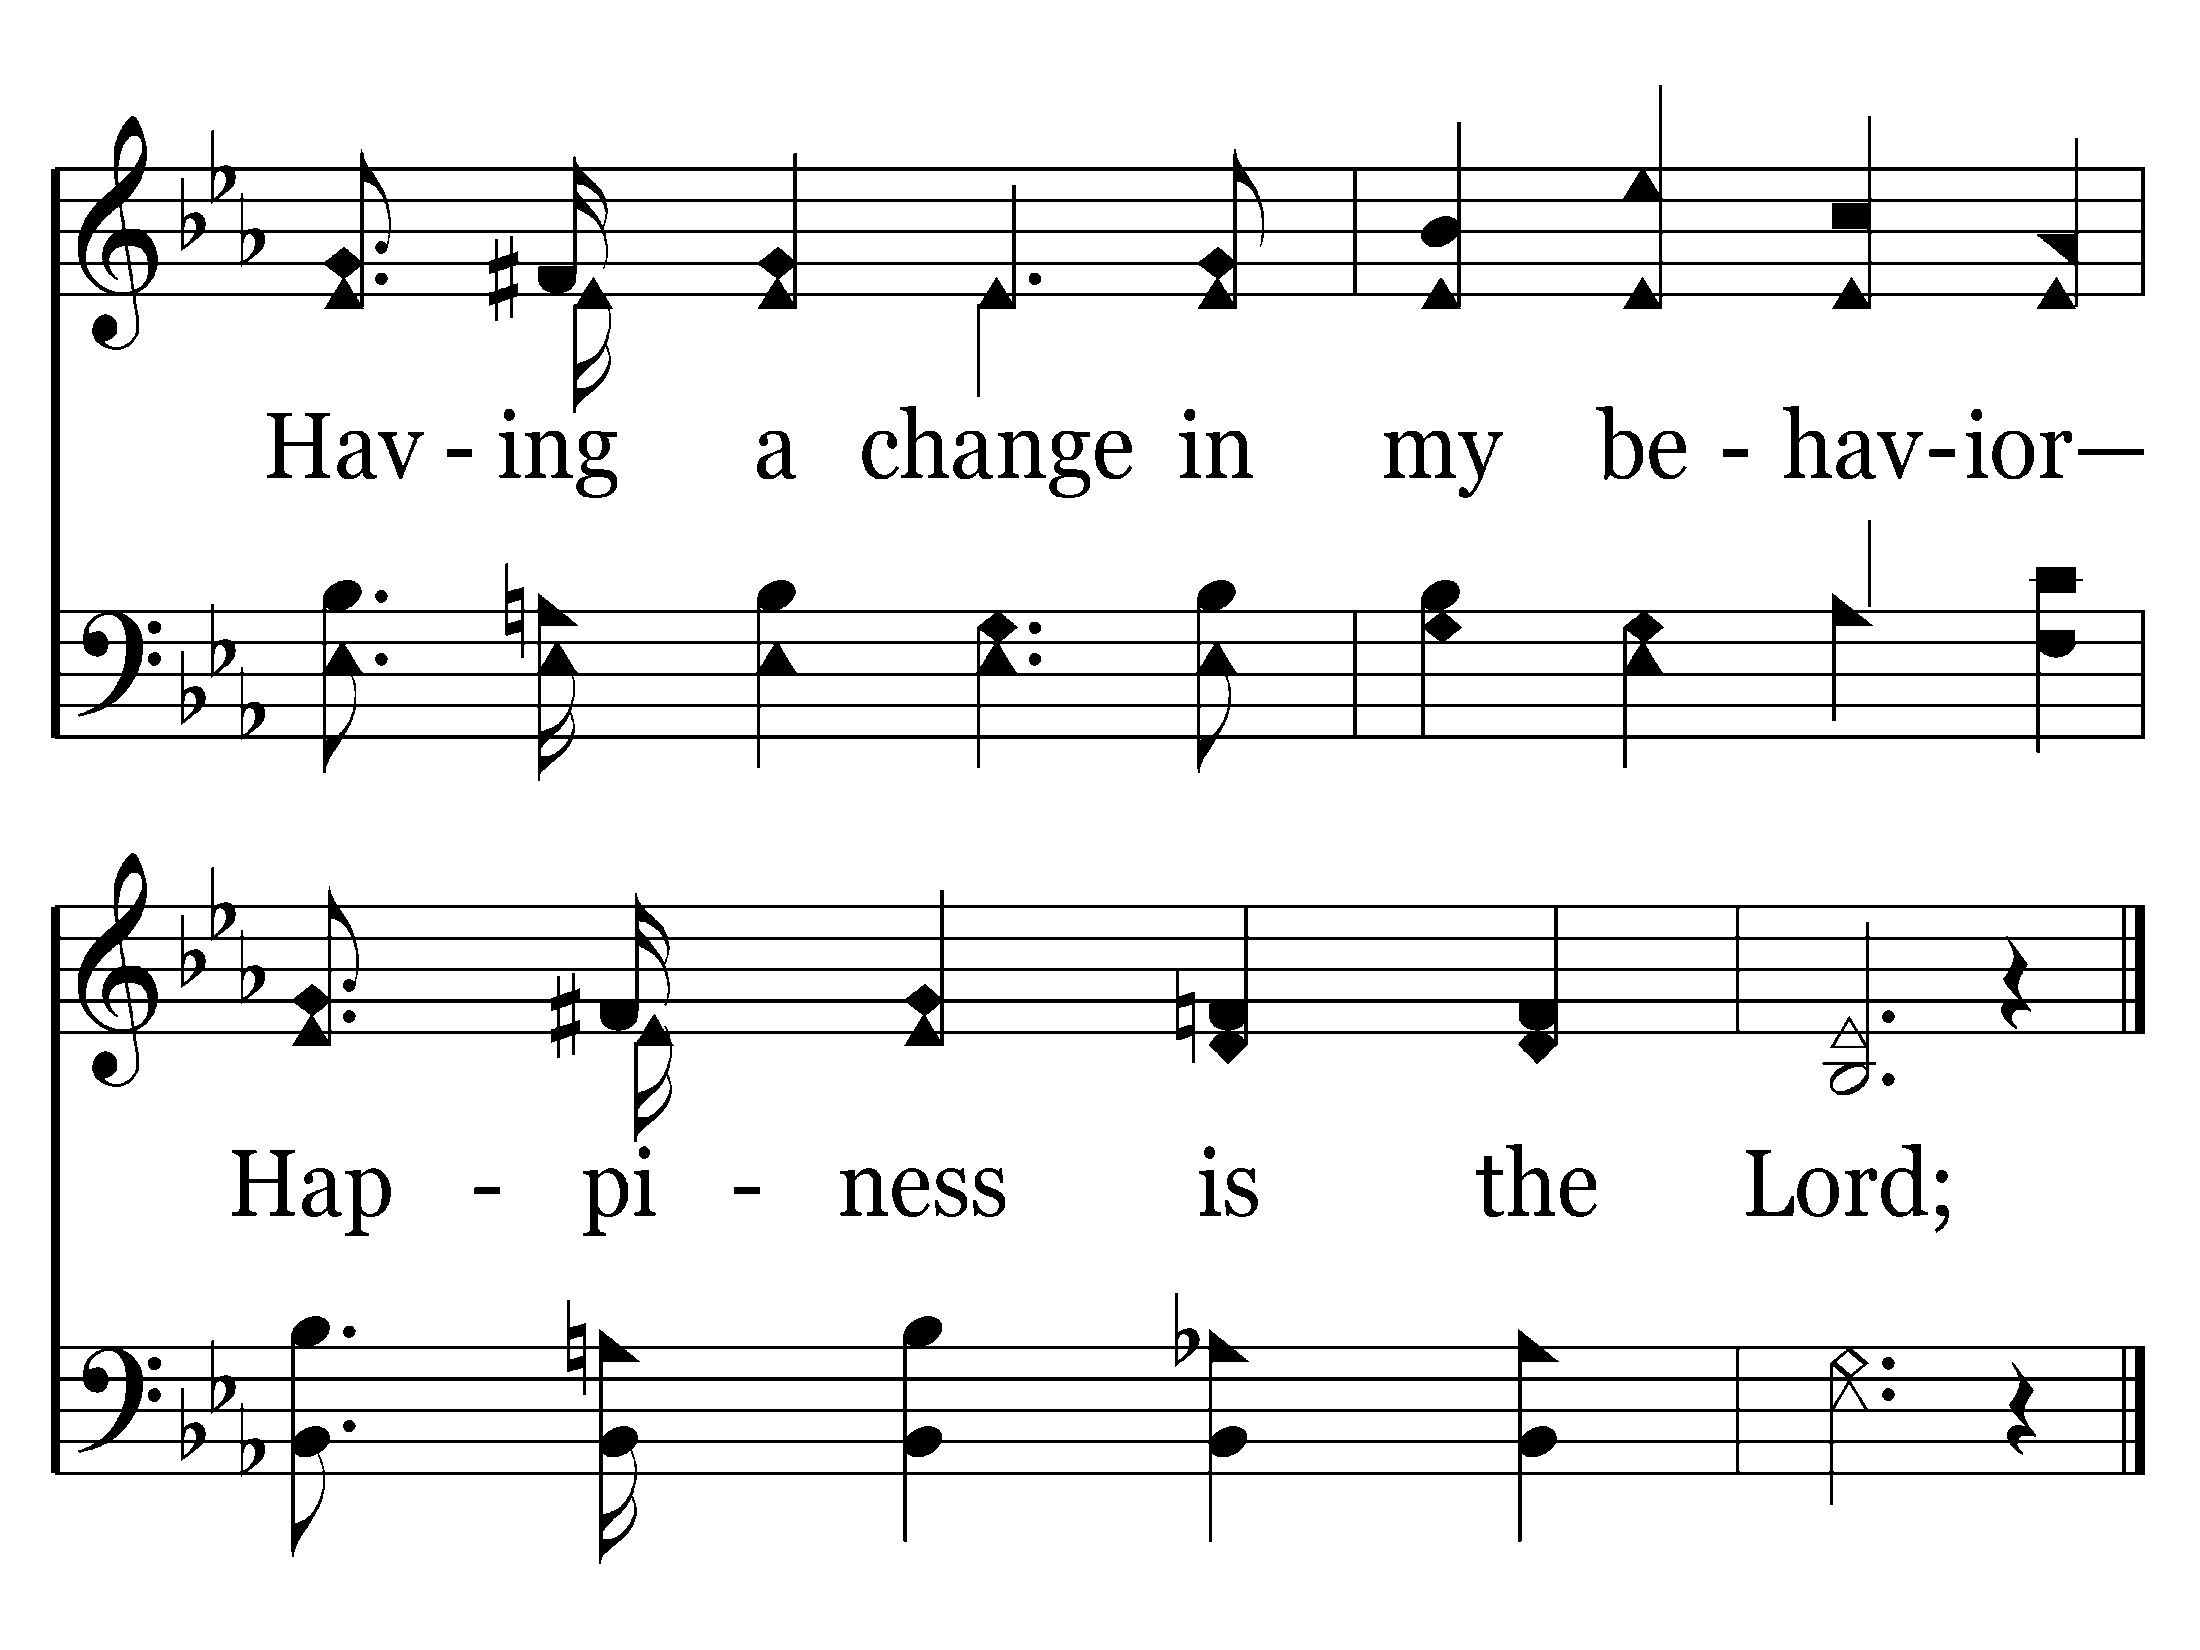 Hav - ing a change in my be - hav - ior—
Hap - pi - ness is the Lord;